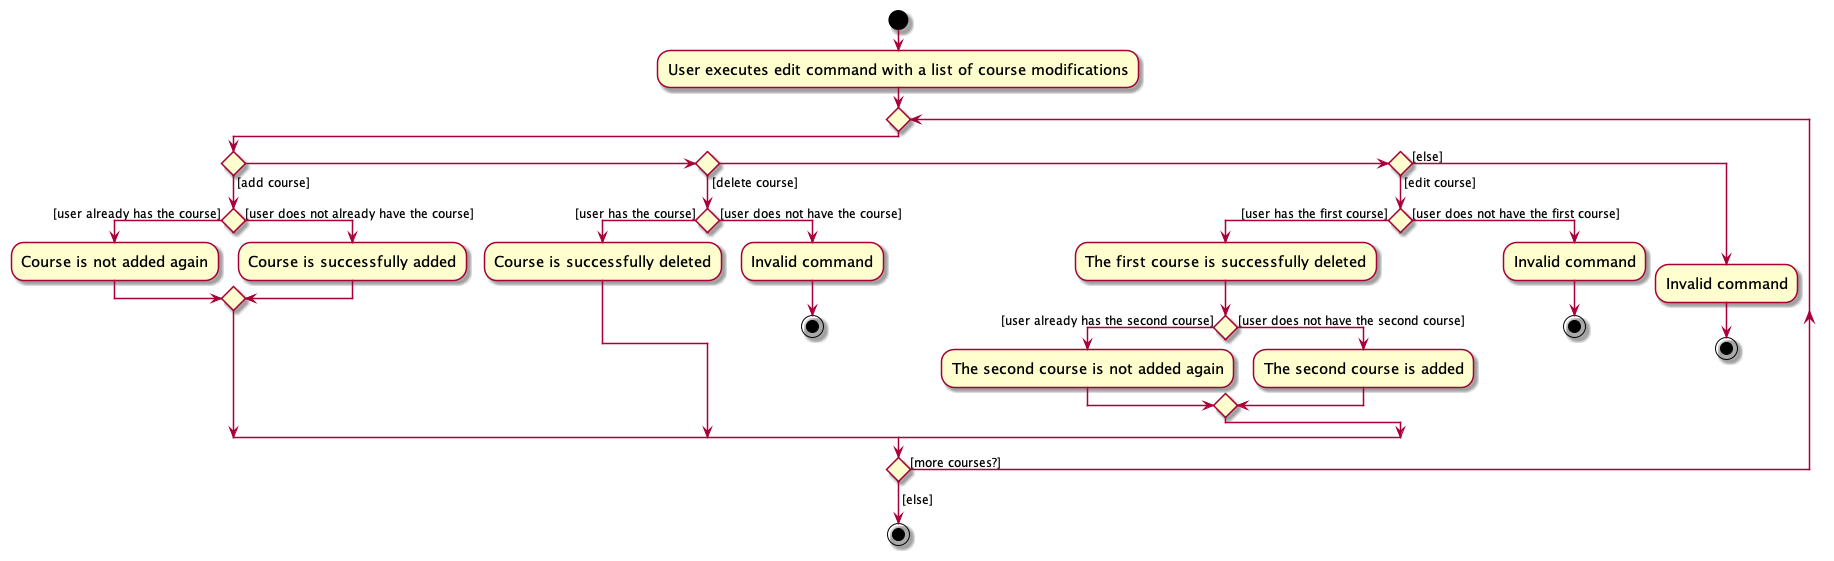 User executes edit command with a list of course modifications
[else]
[add course]
[delete course]
[edit course]
[user already has the course]
[user does not already have the course]
[user has the course]
[user does not have the course]
[user has the first course]
[user does not have the first course]
Course is not added again
Course is successfully added
Course is successfully deleted
Invalid command
The first course is successfully deleted
Invalid command
Invalid command
[user already has the second course]
[user does not have the second course]
The second course is not added again
The second course is added
[more courses?]
[else]